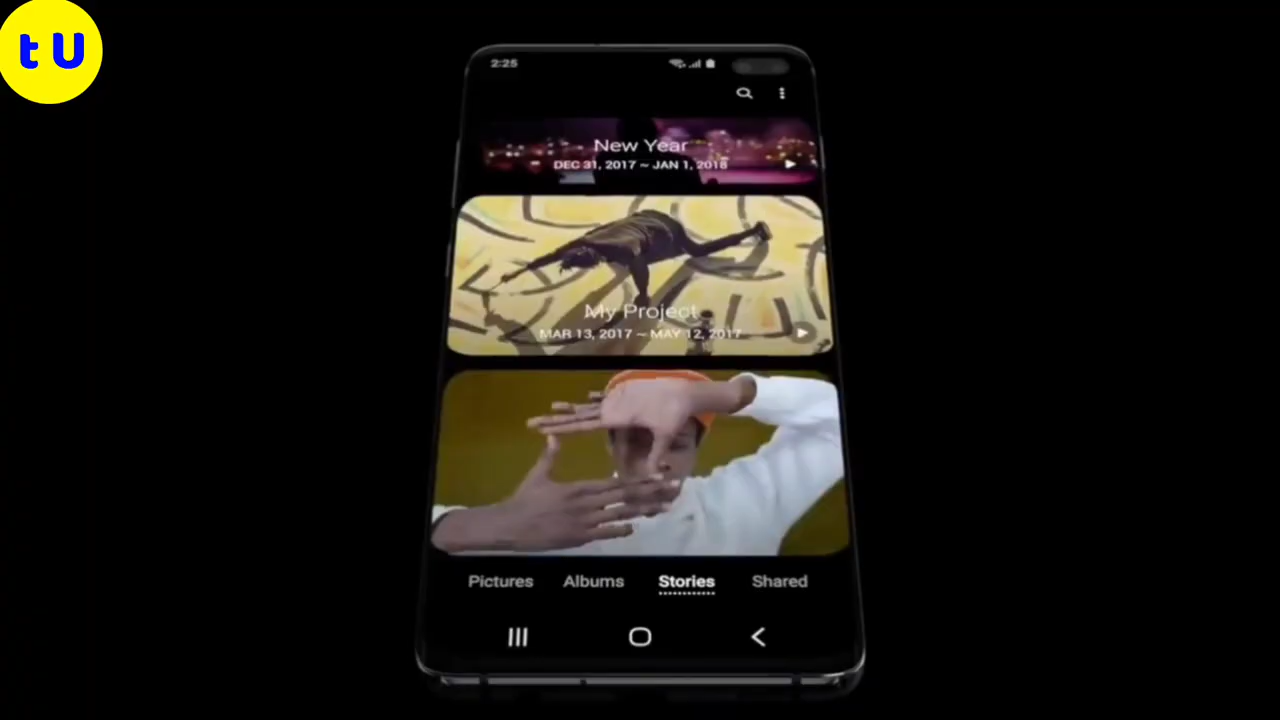 tU
2:25
New Year
DEC 31, 2017 ~ JAN 1, 2018
My Project
MAR 13, 2017 ~ MAY 12, 2017
Pictures Albums Stories Shared